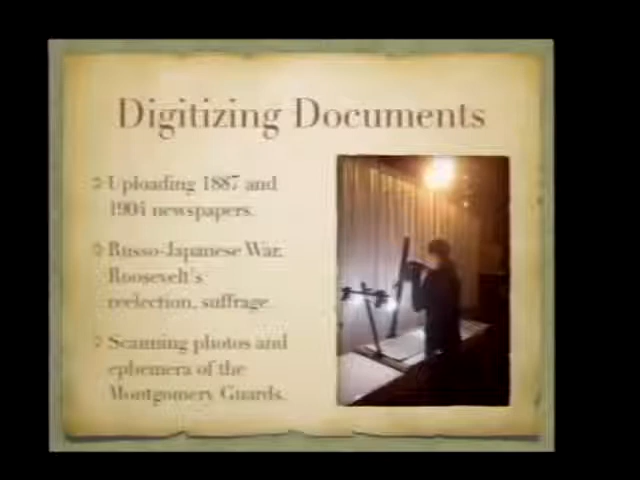 Digitizing Documents
Uploading 1887 and
1904 newspapers.
Russo-Japanese War,
Roosevelt's
reelection, suffrage.
Scanning photos and
ephemera of the
Montgomery Guards.